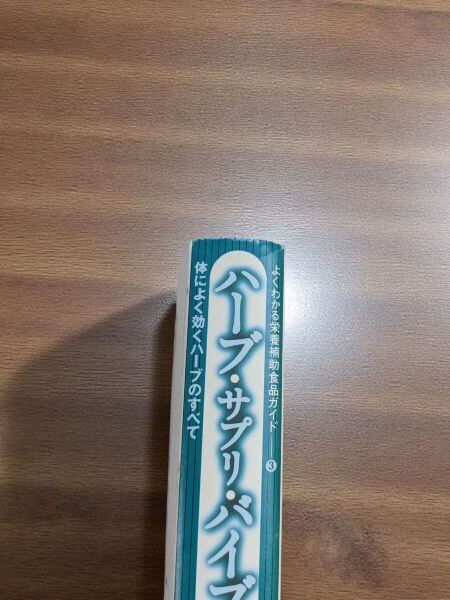 よくわかる栄養補助食品ガイド ❸
ハーブ・サプリ・バイブ
体によく効くハーブのすべて